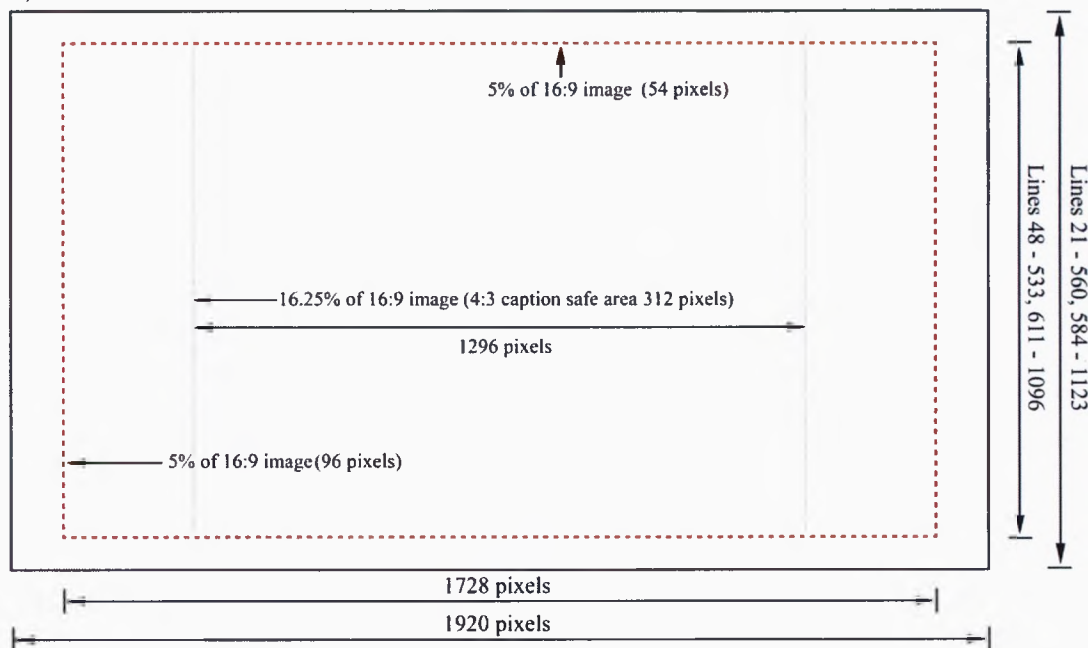 5% of 16:9 image (54 pixels)
16.25% of 16:9 image (4:3 caption safe area 312 pixels)
1296 pixels
5% of 16:9 image (96 pixels)
1728 pixels
1920 pixels
Lines 48 - 533, 611 - 1096
Lines 21 - 560, 584 - 1123